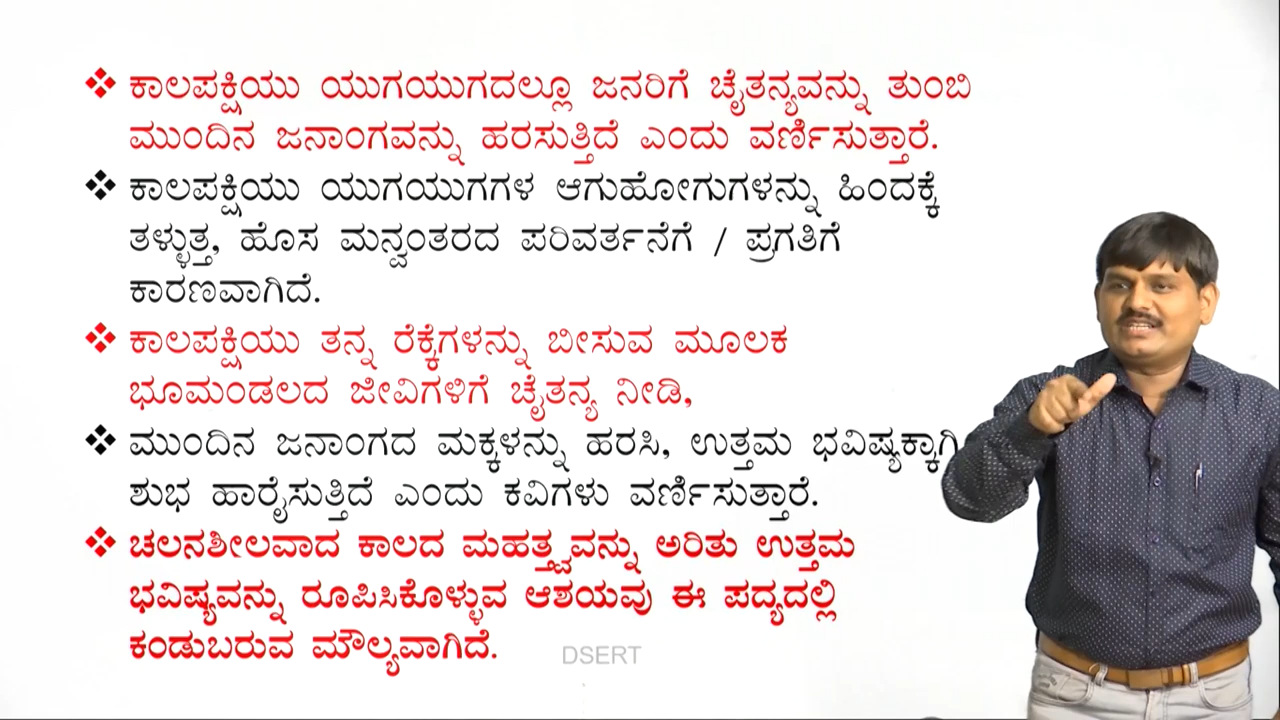 ❖ ಕಾಲಪಕ್ಷಿಯು ಯುಗಯುಗದಲ್ಲೂ ಜನರಿಗೆ ಚೈತನ್ಯವನ್ನು ತುಂಬಿ
ಮುಂದಿನ ಜನಾಂಗವನ್ನು ಹರಸುತ್ತಿದೆ ಎಂದು ವರ್ಣಿಸುತ್ತಾರೆ.
❖ ಕಾಲಪಕ್ಷಿಯು ಯುಗಯುಗಗಳ ಆಗುಹೋಗುಗಳನ್ನು ಹಿಂದಕ್ಕೆ
ತಳ್ಳುತ್ತ, ಹೊಸ ಮನ್ವಂತರದ ಪರಿವರ್ತನೆಗೆ / ಪ್ರಗತಿಗೆ
ಕಾರಣವಾಗಿದೆ.
❖ ಕಾಲಪಕ್ಷಿಯು ತನ್ನ ರೆಕ್ಕೆಗಳನ್ನು ಬೀಸುವ ಮೂಲಕ
ಭೂಮಂಡಲದ ಜೀವಿಗಳಿಗೆ ಚೈತನ್ಯ ನೀಡಿ,
❖ ಮುಂದಿನ ಜನಾಂಗದ ಮಕ್ಕಳನ್ನು ಹರಸಿ, ಉತ್ತಮ ಭವಿಷ್ಯಕ್ಕಾಗಿ
ಶುಭ ಹಾರೈಸುತ್ತಿದೆ ಎಂದು ಕವಿಗಳು ವರ್ಣಿಸುತ್ತಾರೆ.
❖ ಚಲನಶೀಲವಾದ ಕಾಲದ ಮಹತ್ತ್ವವನ್ನು ಅರಿತು ಉತ್ತಮ
ಭವಿಷ್ಯವನ್ನು ರೂಪಿಸಿಕೊಳ್ಳುವ ಆಶಯವು ಈ ಪದ್ಯದಲ್ಲಿ
ಕಂಡುಬರುವ ಮೌಲ್ಯವಾಗಿದೆ.
DSERT